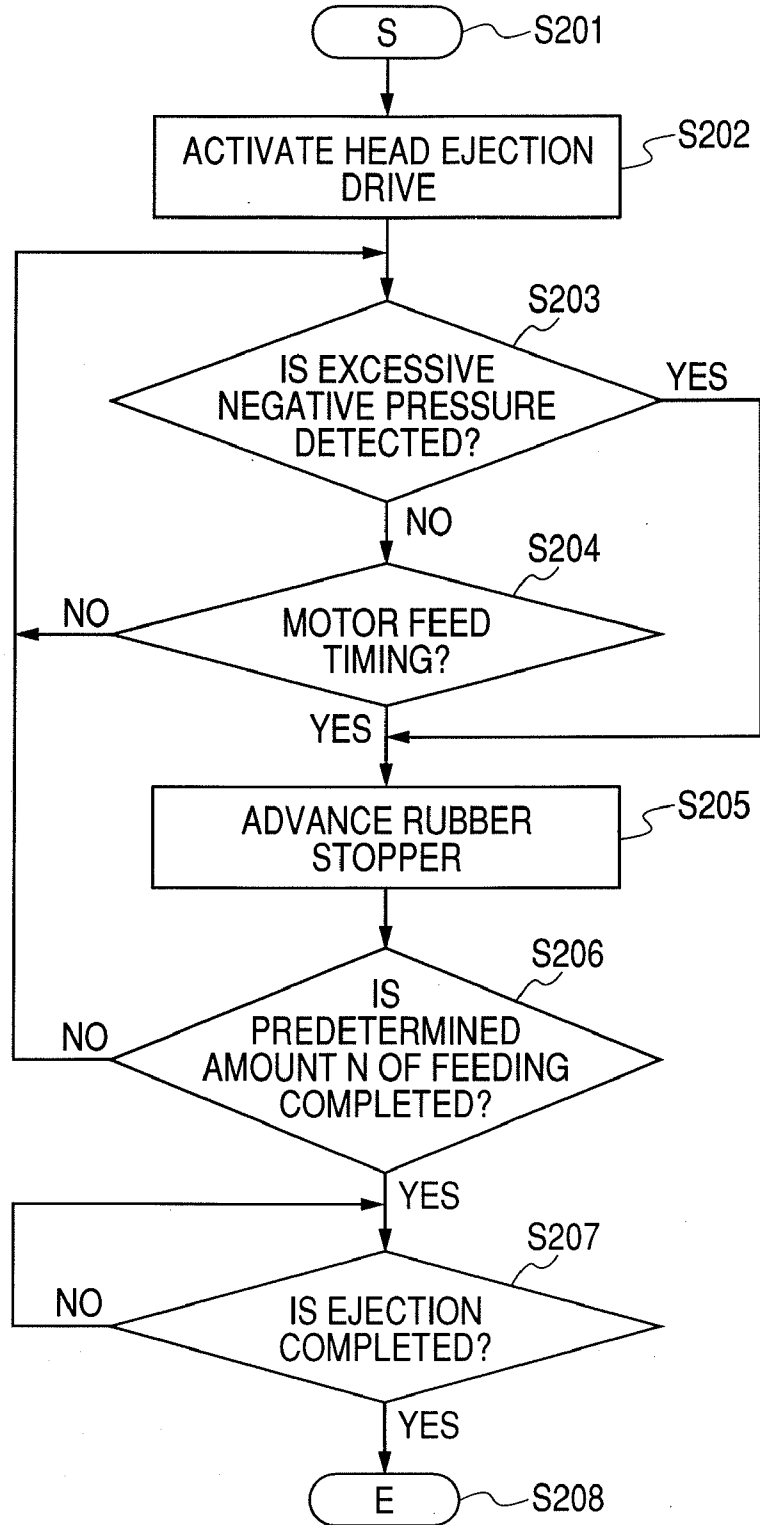 S
S201
ACTIVATE HEAD EJECTION
DRIVE
S202
S203
IS EXCESSIVE
NEGATIVE PRESSURE
DETECTED?
YES
NO
S204
NO
MOTOR FEED
TIMING?
YES
ADVANCE RUBBER
STOPPER
S205
S206
IS
PREDETERMINED
AMOUNT N OF FEEDING
COMPLETED?
NO
YES
S207
NO
IS EJECTION
COMPLETED?
YES
E
S208